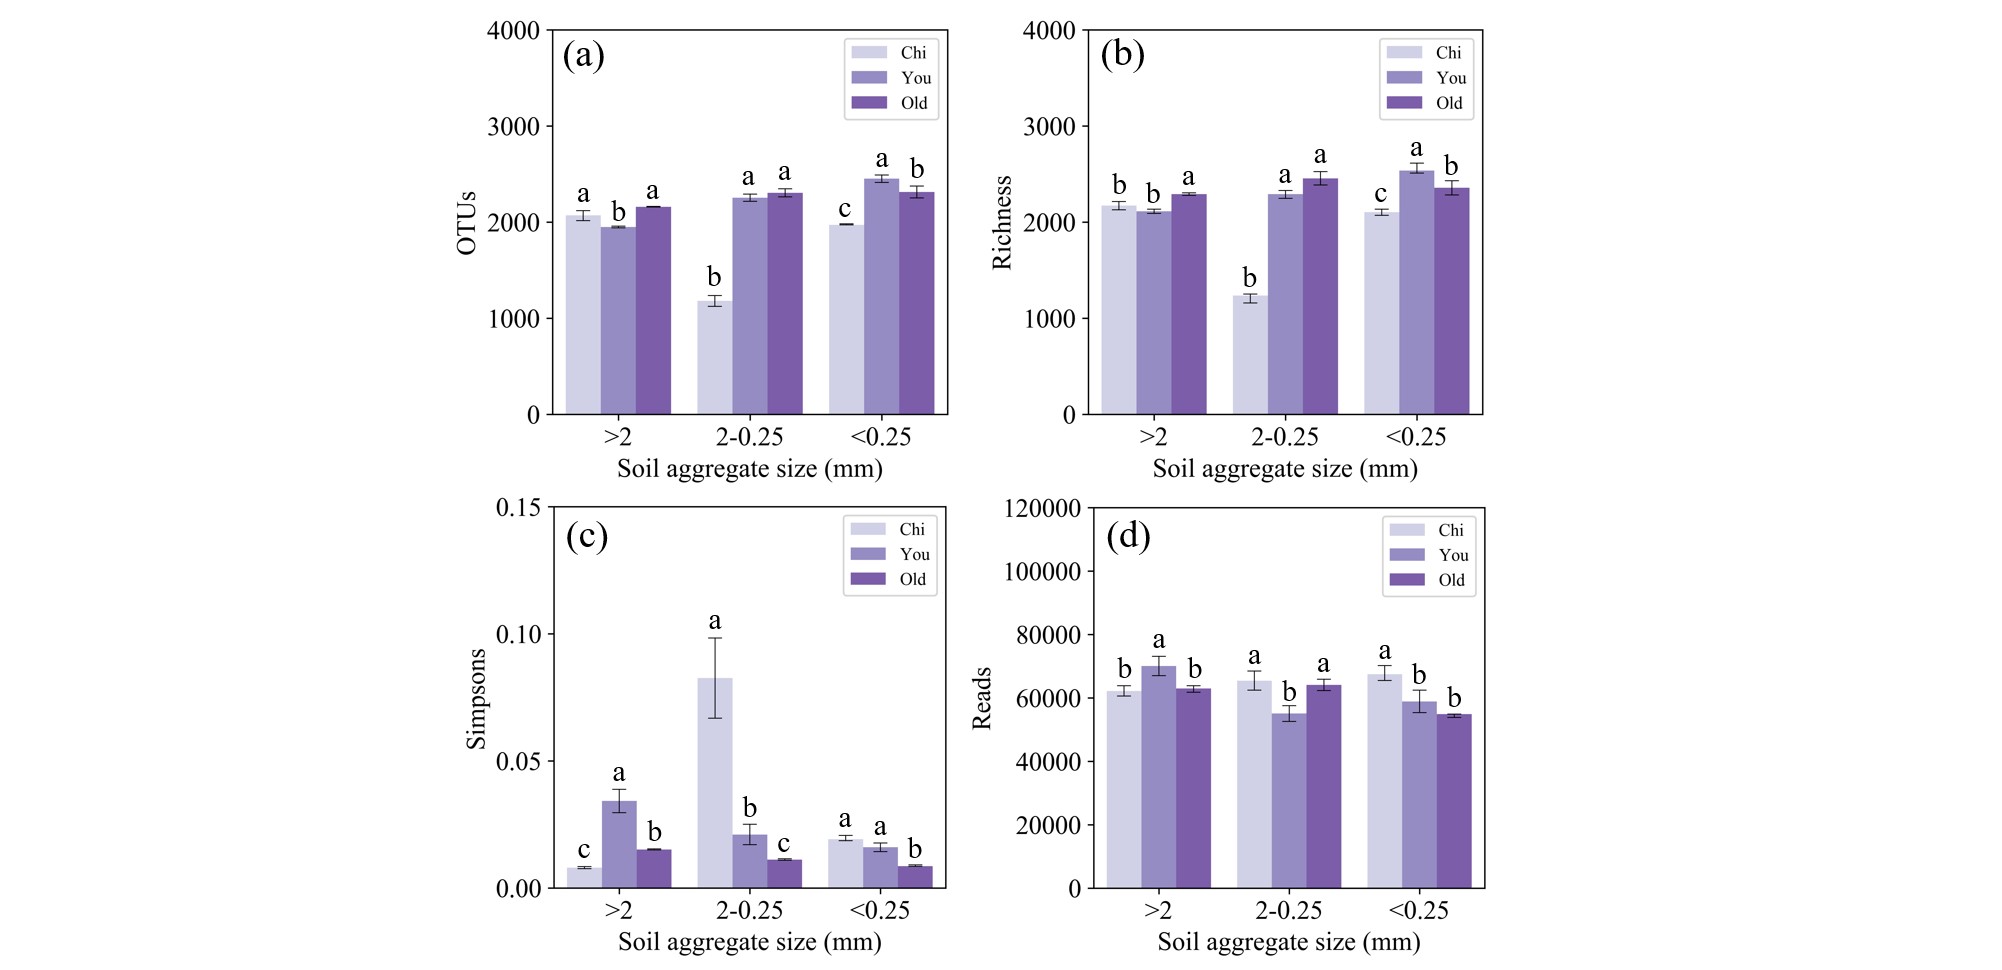 (a)
4000
3000
2000
1000
0
OTUs
Chi
You
Old
a
b
a
b
a
a
c
a
b
>2
2-0.25
<0.25
Soil aggregate size (mm)
(b)
4000
3000
2000
1000
0
Richness
Chi
You
Old
b
b
a
b
a
a
c
a
b
>2
2-0.25
<0.25
Soil aggregate size (mm)
(c)
0.15
0.10
0.05
0.00
Simpsons
Chi
You
Old
c
a
b
a
b
c
a
a
b
>2
2-0.25
<0.25
Soil aggregate size (mm)
(d)
120000
100000
80000
60000
40000
20000
0
Reads
Chi
You
Old
b
a
b
a
b
a
a
b
b
>2
2-0.25
<0.25
Soil aggregate size (mm)